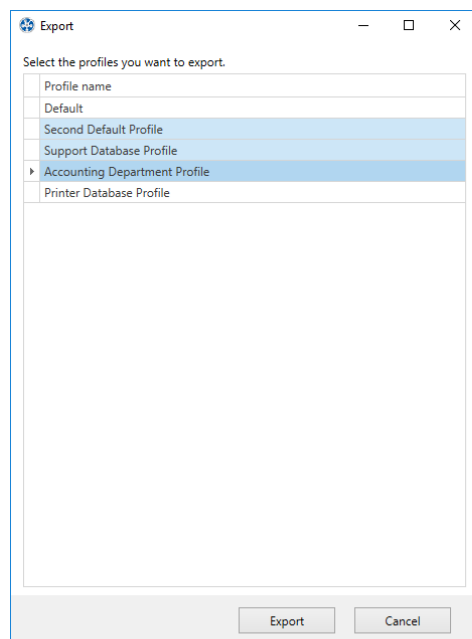 Export
Select the profiles you want to export.
Profile name
Default
Second Default Profile
Support Database Profile
Accounting Department Profile
Printer Database Profile
Export Cancel